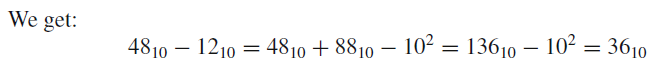 We get:
48₁₀ – 12₁₀ = 48₁₀ + 88₁₀ – 10² = 136₁₀ – 10² = 36₁₀